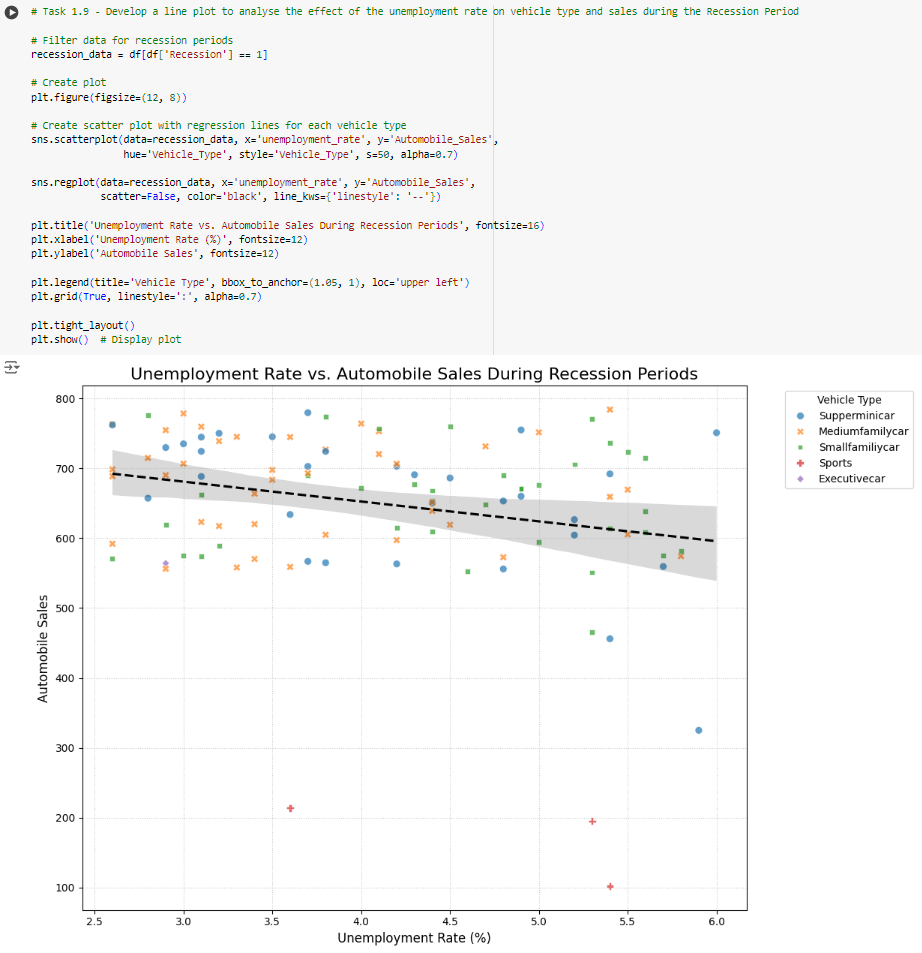 # Task 1.9 - Develop a line plot to analyse the effect of the unemployment rate on vehicle type and sales during the Recession Period
# Filter data for recession periods
recession_data = df[df['Recession'] == 1]
# Create plot
plt.figure(figsize=(12, 8))
# Create scatter plot with regression lines for each vehicle type
sns.scatterplot(data=recession_data, x='unemployment_rate', y='Automobile_Sales',
hue='Vehicle_Type', style='Vehicle_Type', s=50, alpha=0.7)
sns.regplot(data=recession_data, x='unemployment_rate', y='Automobile_Sales',
scatter=False, color='black', line_kws={'linestyle': '--'})
plt.title('Unemployment Rate vs. Automobile Sales During Recession Periods', fontsize=16)
plt.xlabel('Unemployment Rate (%)', fontsize=12)
plt.ylabel('Automobile Sales', fontsize=12)
plt.legend(title='Vehicle Type', bbox_to_anchor=(1.05, 1), loc='upper left')
plt.grid(True, linestyle=':', alpha=0.7)
plt.tight_layout()
plt.show()  # Display plot
Unemployment Rate vs. Automobile Sales During Recession Periods
800
700
600
500
400
300
200
100
Automobile Sales
2.5 3.0 3.5 4.0 4.5 5.0 5.5 6.0
Unemployment Rate (%)
Vehicle Type
Supperminicar
Mediumfamilycar
Smallfamiliycar
Sports
Executivecar